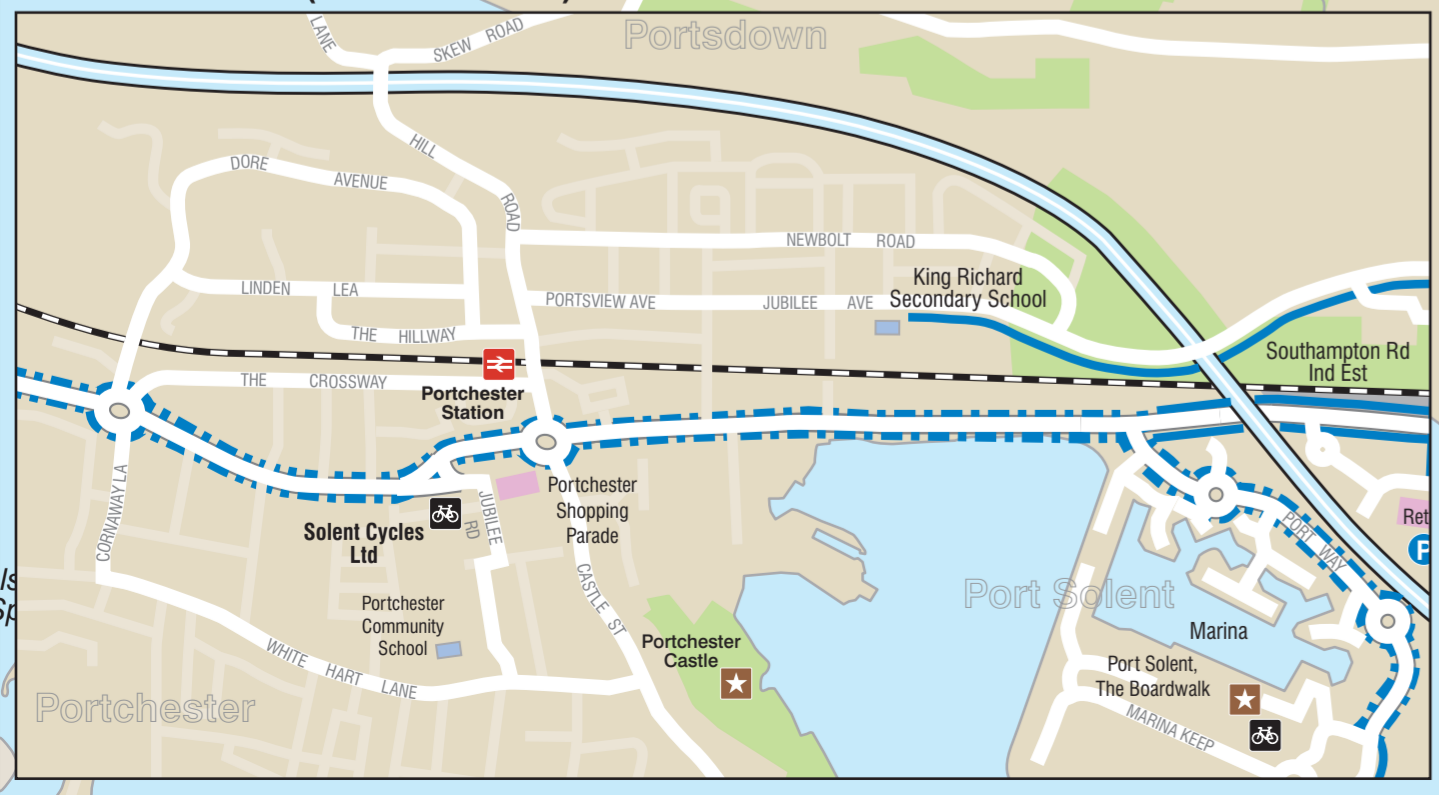 LANE
SKEW ROAD
Portsdown
HILL
ROAD
DORE
AVENUE
NEWBOLT ROAD
LINDEN LEA
PORTSVIEW AVE
JUBILEE AVE
King Richard
Secondary School
THE HILLWAY
Southampton Rd
Ind Est
THE CROSSWAY
Portchester
Station
CORNAWAY LA
Solent Cycles
Ltd
JUBILEE
RD
Portchester
Shopping
Parade
CASTLE ST
PORT WAY
Ret
P
Port Solent
Portchester
Community
School
WHITE HART LANE
Portchester
Castle
Marina
Port Solent,
The Boardwalk
MARINA KEEP
Portchester